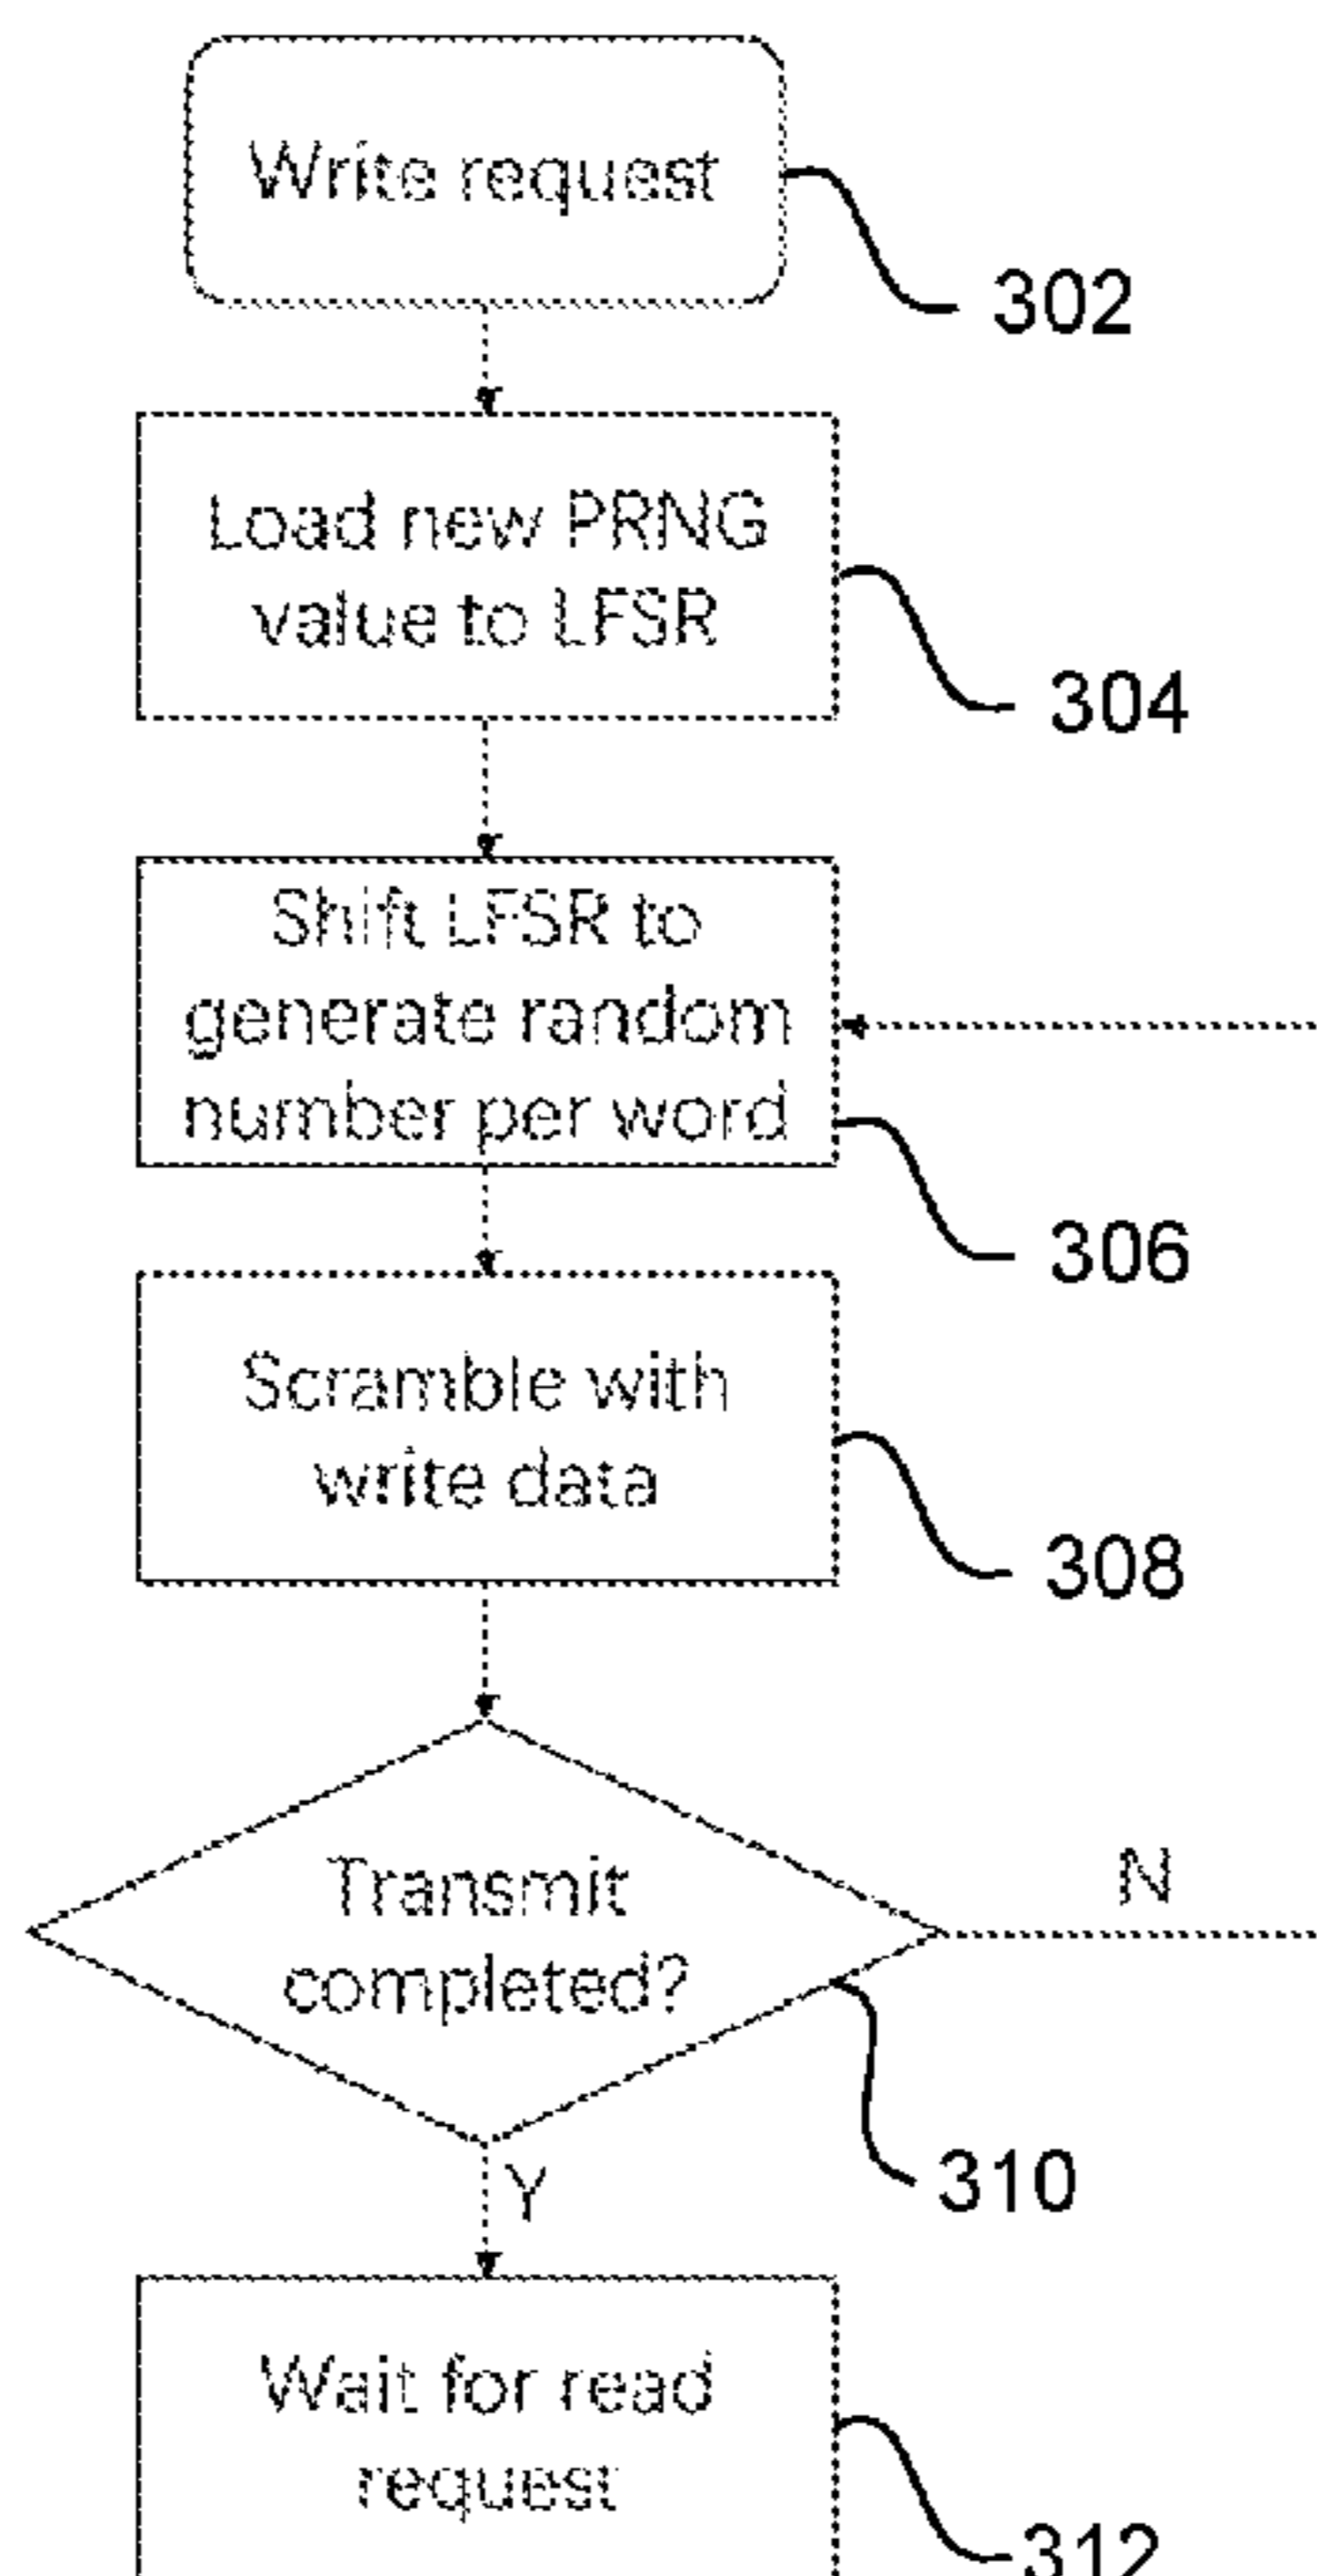 Write request
302
Load new PRNG
value to LFSR
304
Shift LFSR to
generate random
number per word
306
Scramble with
write data
308
Transmit
completed?
N
310
Y
Wait for read
request
312